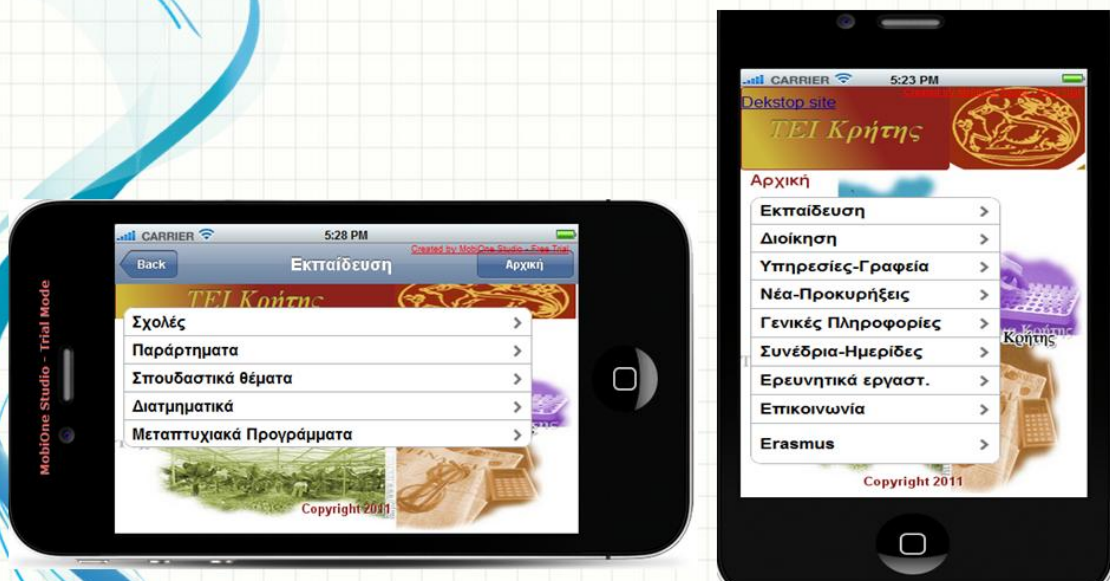 MobiOne Studio - Trial Mode
CARRIER 5:28 PM
Created by MobiOne Studio - Free Trial
Back Εκπαίδευση Αρχική
ΤΕΙ Κρήτης
Σχολές
Παράρτηματα
Σπουδαστικά θέματα
Διατμηματικά
Μεταπτυχιακά Προγράμματα
Copyright 2011
CARRIER 5:23 PM
Dekstop site
ΤΕΙ Κρήτης
Αρχική
Εκπαίδευση
Διοίκηση
Υπηρεσίες-Γραφεία
Νέα-Προκυρήξεις
Γενικές Πληροφορίες
Κρήτης
Συνέδρια-Ημερίδες
Ερευνητικά εργαστ.
Επικοινωνία
Erasmus
Copyright 2011